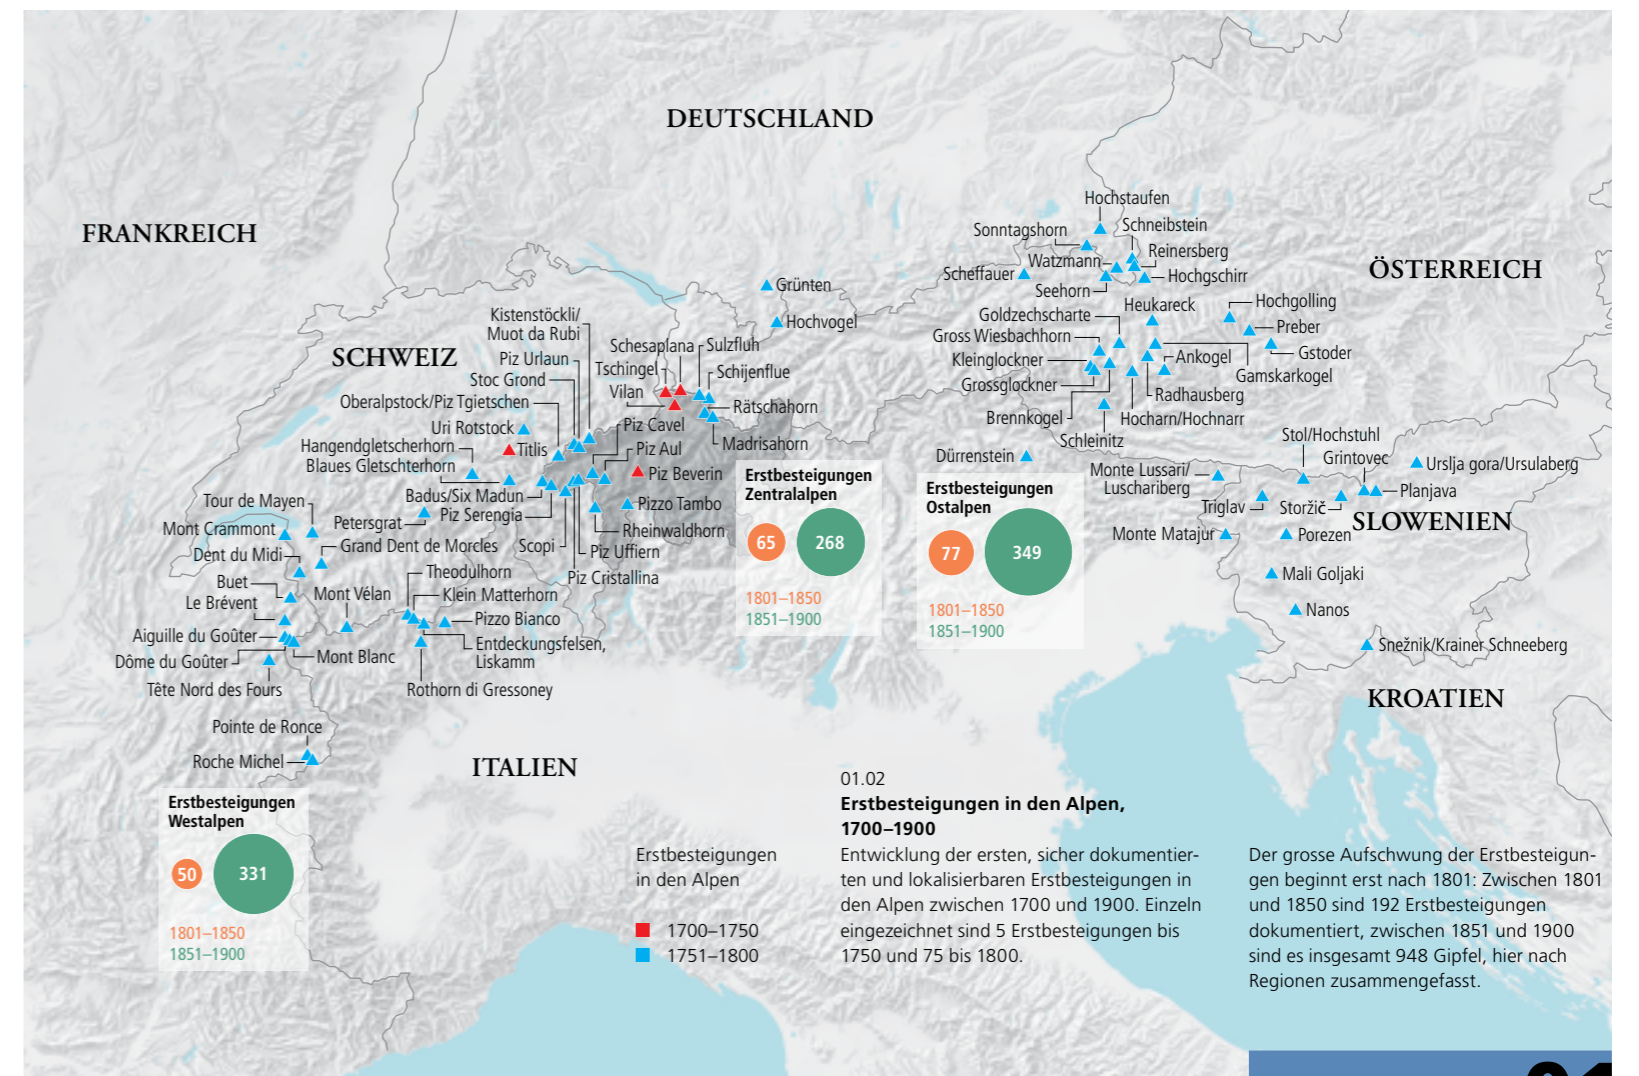 DEUTSCHLAND
FRANKREICH
ÖSTERREICH
SCHWEIZ
SLOWENIEN
KROATIEN
ITALIEN
Hochstaufen
Sonntagshorn
Schneibstein
Watzmann
Reinersberg
Scheffauer
Hochgschirr
Seehorn
Grünten
Hochvogel
Goldzechscharte
Heukareck
Hochgolling
Preber
Gross Wiesbachhorn
Gstoder
Kleinglockner
Ankogel
Gamskarkogel
Grossglockner
Radhausberg
Brennkogel
Hocharn/Hochnarr
Schleinitz
Dürrenstein
Kistenstöckli/
Muot da Rubi
Piz Urlaun
Stoc Grond
Oberalpstock/Piz Tgietschen
Uri Rotstock
Titlis
Hangendgletscherhorn
Blaues Gletschterhorn
Schesaplana
Sulzfluh
Tschingel
Schijenflue
Vilan
Rätschahorn
Piz Cavel
Madrisahorn
Piz Aul
Piz Beverin
Badus/Six Madun
Piz Serengia
Pizzo Tambo
Rheinwaldhorn
Scopi
Piz Uffiern
Piz Cristallina
Tour de Mayen
Petersgrat
Mont Crammont
Grand Dent de Morcles
Dent du Midi
Theodulhorn
Buet
Mont Vélan
Klein Matterhorn
Le Brévent
Pizzo Bianco
Aiguille du Goûter
Entdeckungsfelsen,
Liskamm
Dôme du Goûter
Mont Blanc
Tête Nord des Fours
Rothorn di Gressoney
Pointe de Ronce
Roche Michel
Stol/Hochstuhl
Grintovec
Urslja gora/Ursulaberg
Monte Lussari/
Luschariberg
Planjava
Triglav
Storžič
Monte Matajur
Porezen
Mali Goljaki
Nanos
Snežnik/Krainer Schneeberg
Erstbesteigungen
Zentralalpen
65
268
1801–1850
1851–1900
Erstbesteigungen
Ostalpen
77
349
1801–1850
1851–1900
Erstbesteigungen
Westalpen
50
331
1801–1850
1851–1900
Erstbesteigungen
in den Alpen
1700–1750
1751–1800
01.02
Erstbesteigungen in den Alpen,
1700–1900
Entwicklung der ersten, sicher dokumentier-
ten und lokalisierbaren Erstbesteigungen in
den Alpen zwischen 1700 und 1900. Einzeln
eingezeichnet sind 5 Erstbesteigungen bis
1750 und 75 bis 1800.
Der grosse Aufschwung der Erstbesteigun-
gen beginnt erst nach 1801: Zwischen 1801
und 1850 sind 192 Erstbesteigungen
dokumentiert, zwischen 1851 und 1900
sind es insgesamt 948 Gipfel, hier nach
Regionen zusammengefasst.